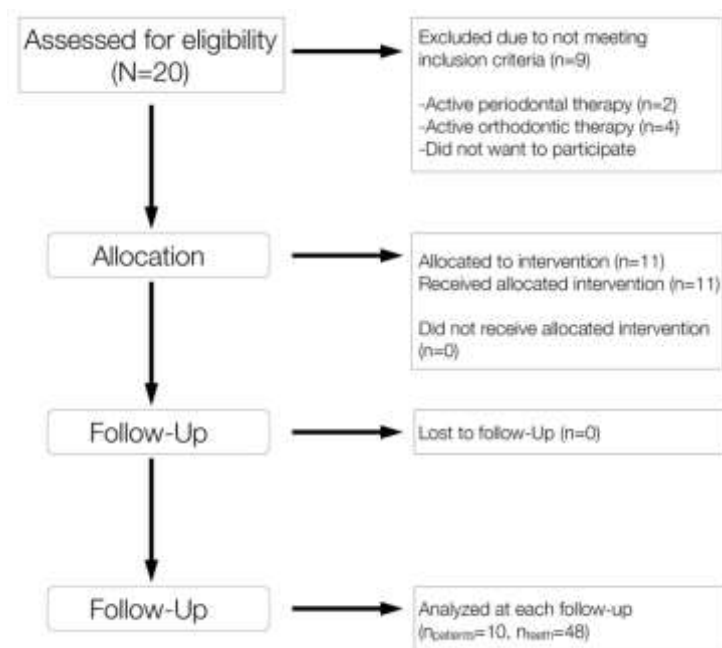 Assessed for eligibility
(N=20)
Excluded due to not meeting
inclusion criteria (n=9)
-Active periodontal therapy (n=2)
-Active orthodontic therapy (n=4)
-Did not want to participate
Allocation
Allocated to intervention (n=11)
Received allocated intervention (n=11)
Did not receive allocated intervention
(n=0)
Follow-Up
Lost to follow-Up (n=0)
Follow-Up
Analyzed at each follow-up
(npatients=10, nteeth=48)